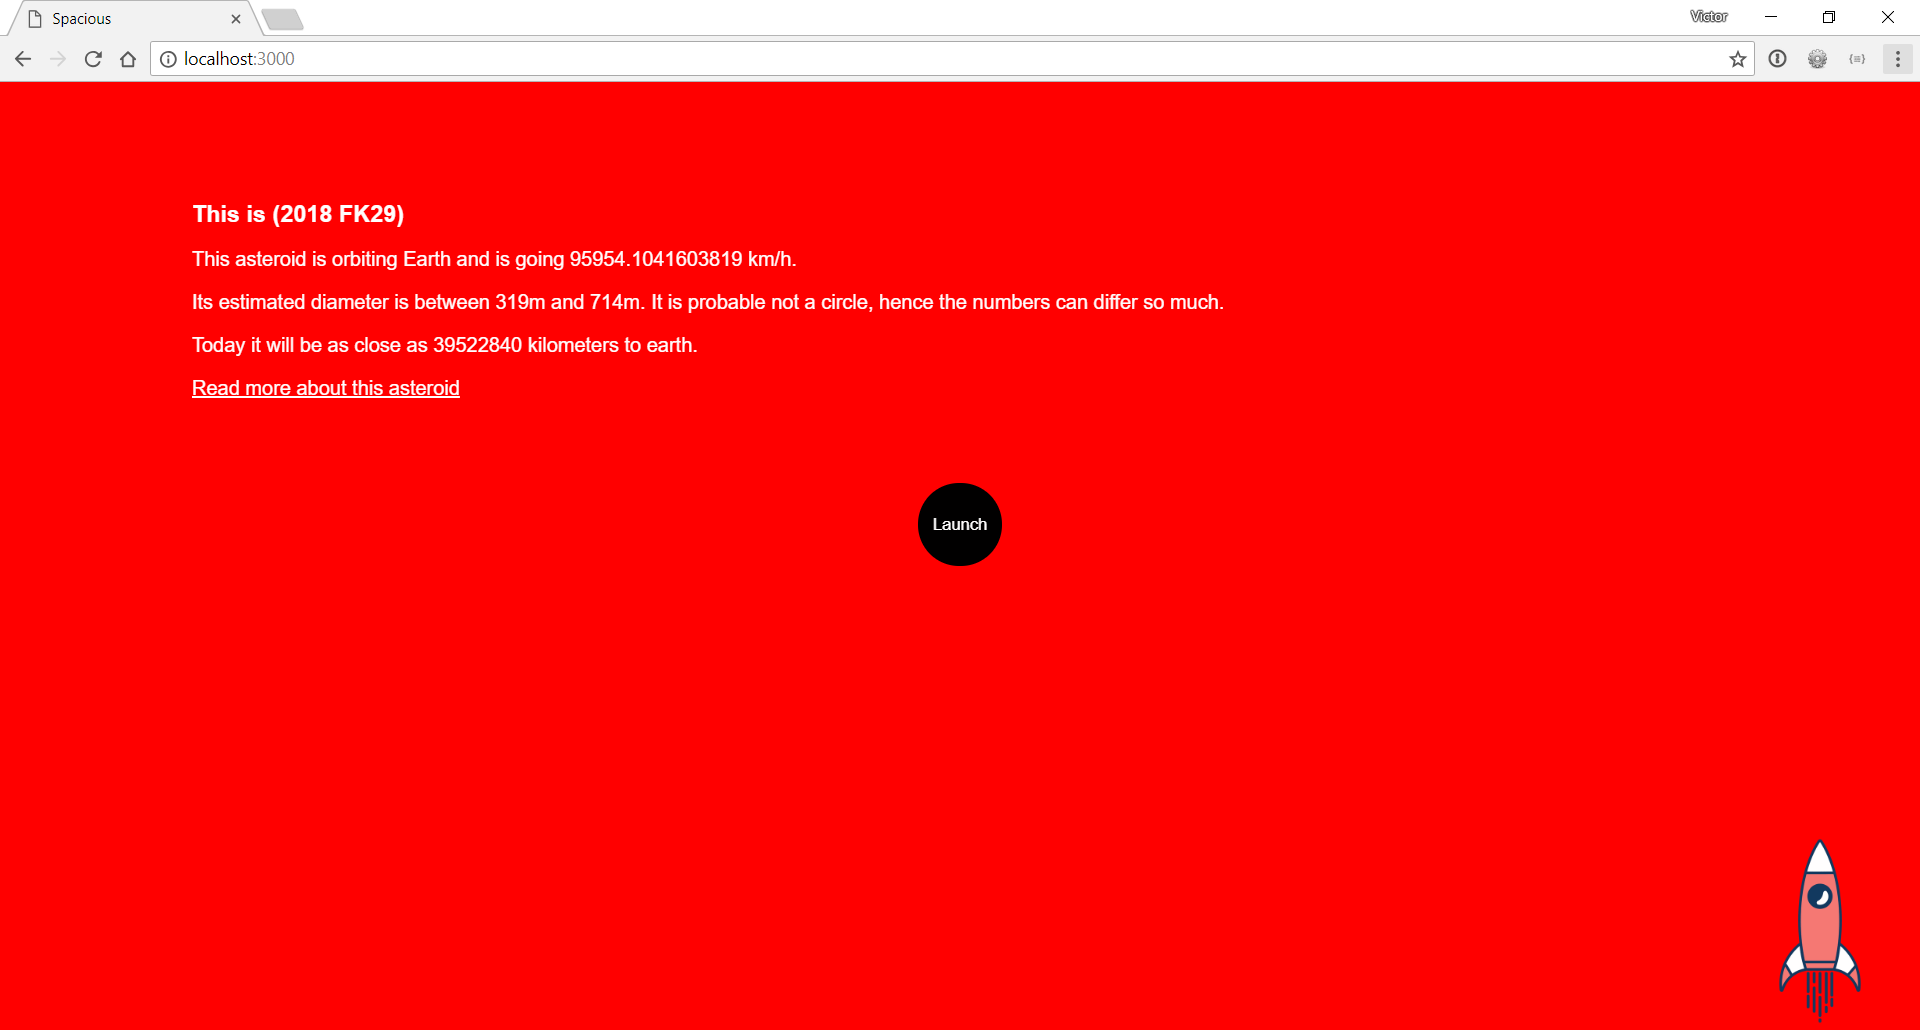 Spacious
Victor
localhost:3000
This is (2018 FK29)
This asteroid is orbiting Earth and is going 95954.1041603819 km/h.
Its estimated diameter is between 319m and 714m. It is probable not a circle, hence the numbers can differ so much.
Today it will be as close as 39522840 kilometers to earth.
Read more about this asteroid
Launch